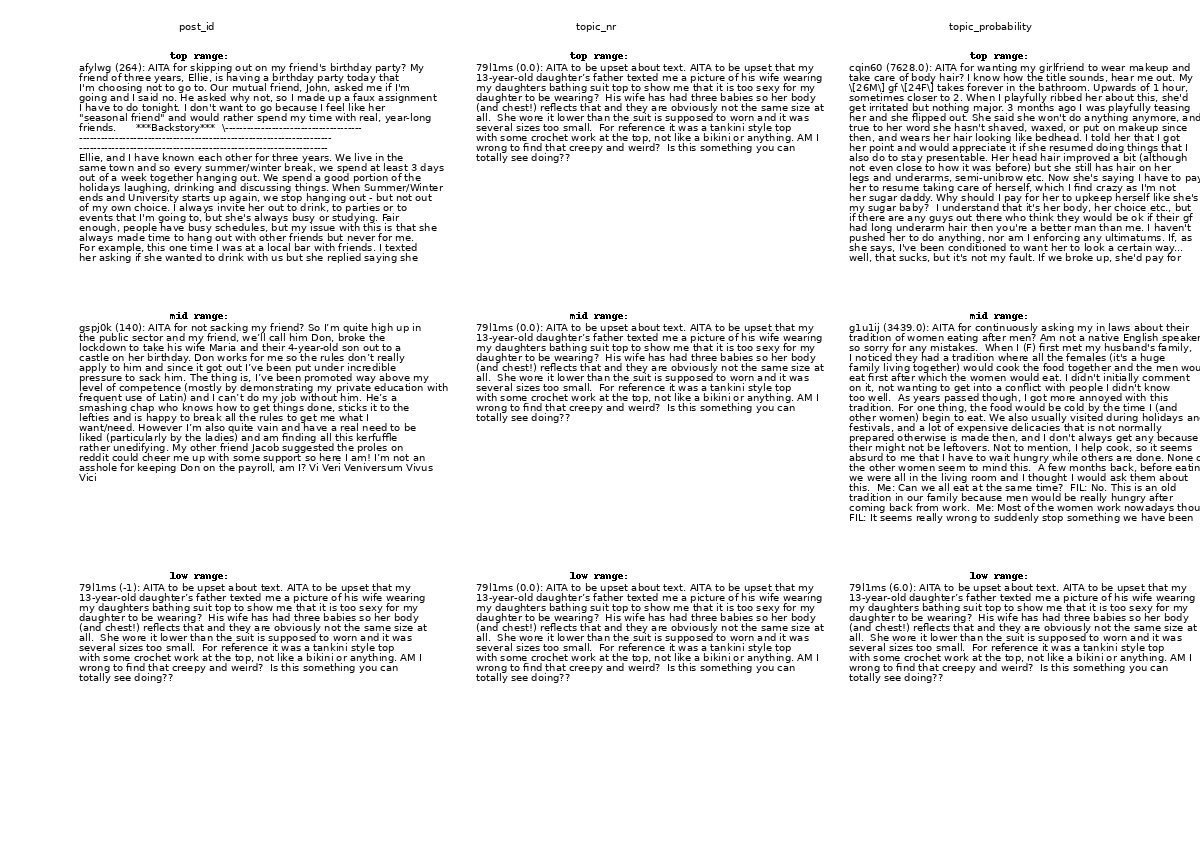 post_id
topic_nr
topic_probability
top range:
afylwg (264): AITA for skipping out on my friend's birthday party? My
friend of three years, Ellie, is having a birthday party today that
I'm choosing not to go to. Our mutual friend, John, asked me if I'm
going and I said no. He asked why not, so I made up a faux assignment
I have to do tonight. I don't want to go because I feel like her
"seasonal friend" and would rather spend my time with real, year-long
friends.      ***Backstory***  \--------------------------------------
----------------------------------------------------------------------
---------------------------------------------------------------------
Ellie, and I have known each other for three years. We live in the
same town and so every summer/winter break, we spend at least 3 days
out of a week together hanging out. We spend a good portion of the
holidays laughing, drinking and discussing things. When Summer/Winter
ends and University starts up again, we stop hanging out - but not out
of my own choice. I always invite her out to drink, to parties or to
events that I'm going to, but she's always busy or studying. Fair
enough, people have busy schedules, but my issue with this is that she
always made time to hang out with other friends but never for me.
For example, this one time I was at a local bar with friends. I texted
her asking if she wanted to drink with us but she replied saying she
top range:
79l1ms (0.0): AITA to be upset about text. AITA to be upset that my
13-year-old daughter's father texted me a picture of his wife wearing
my daughters bathing suit top to show me that it is too sexy for my
daughter to be wearing?  His wife has had three babies so her body
(and chest!) reflects that and they are obviously not the same size at
all.  She wore it lower than the suit is supposed to worn and it was
several sizes too small.  For reference it was a tankini style top
with some crochet work at the top, not like a bikini or anything. AM I
wrong to find that creepy and weird?  Is this something you can
totally see doing??
top range:
cqin60 (7628.0): AITA for wanting my girlfriend to wear makeup and
take care of body hair? I know how the title sounds, hear me out. My
\[26M\] gf \[24F\] takes forever in the bathroom. Upwards of 1 hour,
sometimes closer to 2. When I playfully ribbed her about this, she'd
get irritated but nothing major. 3 months ago I was playfully teasing
her and she flipped out. She said she won't do anything anymore, and
true to her word she hasn't shaved, waxed, or put on makeup since
then, and wears her hair looking like bedhead. I told her that I got
her point and would appreciate it if she resumed doing things that I
also do to stay presentable. Her head hair improved a bit (although
not even close to how it was before) but she still has hair on her
legs and underarms, semi-unibrow etc. Now she's saying I have to pay
her to resume taking care of herself, which I find crazy as I'm not
her sugar daddy. Why should I pay for her to upkeep herself like she's
my sugar baby?  I understand that it's her body, her choice etc., but
if there are any guys out there who think they would be ok if their gf
had long underarm hair then you're a better man than me. I haven't
pushed her to do anything, nor am I enforcing any ultimatums. If, as
she says, I've been conditioned to want her to look a certain way...
well, that sucks, but it's not my fault. If we broke up, she'd pay for
mid range:
gspj0k (140): AITA for not sacking my friend? So I'm quite high up in
the public sector and my friend, we'll call him Don, broke the
lockdown to take his wife Maria and their 4-year-old son out to a
castle on her birthday. Don works for me so the rules don't really
apply to him and since it got out I've been put under incredible
pressure to sack him. The thing is, I've been promoted way above my
level of competence (mostly by demonstrating my private education with
frequent use of Latin) and I can't do my job without him. He's a
smashing chap who knows how to get things done, sticks it to the
lefties and is happy to break all the rules to get me what I
want/need. However I'm also quite vain and have a real need to be
liked (particularly by the ladies) and am finding all this kerfuffle
rather unedifying. My other friend Jacob suggested the proles on
reddit could cheer me up with some support so here I am! I'm not an
asshole for keeping Don on the payroll, am I? Vi Veri Veniversum Vivus
Vici
mid range:
79l1ms (0.0): AITA to be upset about text. AITA to be upset that my
13-year-old daughter's father texted me a picture of his wife wearing
my daughters bathing suit top to show me that it is too sexy for my
daughter to be wearing?  His wife has had three babies so her body
(and chest!) reflects that and they are obviously not the same size at
all.  She wore it lower than the suit is supposed to worn and it was
several sizes too small.  For reference it was a tankini style top
with some crochet work at the top, not like a bikini or anything. AM I
wrong to find that creepy and weird?  Is this something you can
totally see doing??
mid range:
g1u1ij (3439.0): AITA for continuously asking my in laws about their
tradition of women eating after men? Am not a native English speaker
so sorry for any mistakes.  When I (F) first met my husband's family,
I noticed they had a tradition where all the females (it's a huge
family living together) would cook the food together and the men wou
eat first after which the women would eat. I didn't initially comment
on it, not wanting to get into a conflict with people I didn't know
too well.  As years passed though, I got more annoyed with this
tradition. For one thing, the food would be cold by the time I (and
other women) begin to eat. We also usually visited during holidays an
festivals, and a lot of expensive delicacies that is not normally
prepared otherwise is made then, and I don't always get any because
their might not be leftovers. Not to mention, I help cook, so it seems
absurd to me that I have to wait hungry while others are done. None o
the other women seem to mind this.  A few months back, before eatin
we were all in the living room and I thought I would ask them about
this.  Me: Can we all eat at the same time?  FIL: No. This is an old
tradition in our family because men would be really hungry after
coming back from work.  Me: Most of the women work nowadays thou
FIL: It seems really wrong to suddenly stop something we have been
low range:
79l1ms (-1): AITA to be upset about text. AITA to be upset that my
13-year-old daughter's father texted me a picture of his wife wearing
my daughters bathing suit top to show me that it is too sexy for my
daughter to be wearing?  His wife has had three babies so her body
(and chest!) reflects that and they are obviously not the same size at
all.  She wore it lower than the suit is supposed to worn and it was
several sizes too small.  For reference it was a tankini style top
with some crochet work at the top, not like a bikini or anything. AM I
wrong to find that creepy and weird?  Is this something you can
totally see doing??
low range:
79l1ms (0.0): AITA to be upset about text. AITA to be upset that my
13-year-old daughter's father texted me a picture of his wife wearing
my daughters bathing suit top to show me that it is too sexy for my
daughter to be wearing?  His wife has had three babies so her body
(and chest!) reflects that and they are obviously not the same size at
all.  She wore it lower than the suit is supposed to worn and it was
several sizes too small.  For reference it was a tankini style top
with some crochet work at the top, not like a bikini or anything. AM I
wrong to find that creepy and weird?  Is this something you can
totally see doing??
low range:
79l1ms (6.0): AITA to be upset about text. AITA to be upset that my
13-year-old daughter's father texted me a picture of his wife wearing
my daughters bathing suit top to show me that it is too sexy for my
daughter to be wearing?  His wife has had three babies so her body
(and chest!) reflects that and they are obviously not the same size at
all.  She wore it lower than the suit is supposed to worn and it was
several sizes too small.  For reference it was a tankini style top
with some crochet work at the top, not like a bikini or anything. AM I
wrong to find that creepy and weird?  Is this something you can
totally see doing??